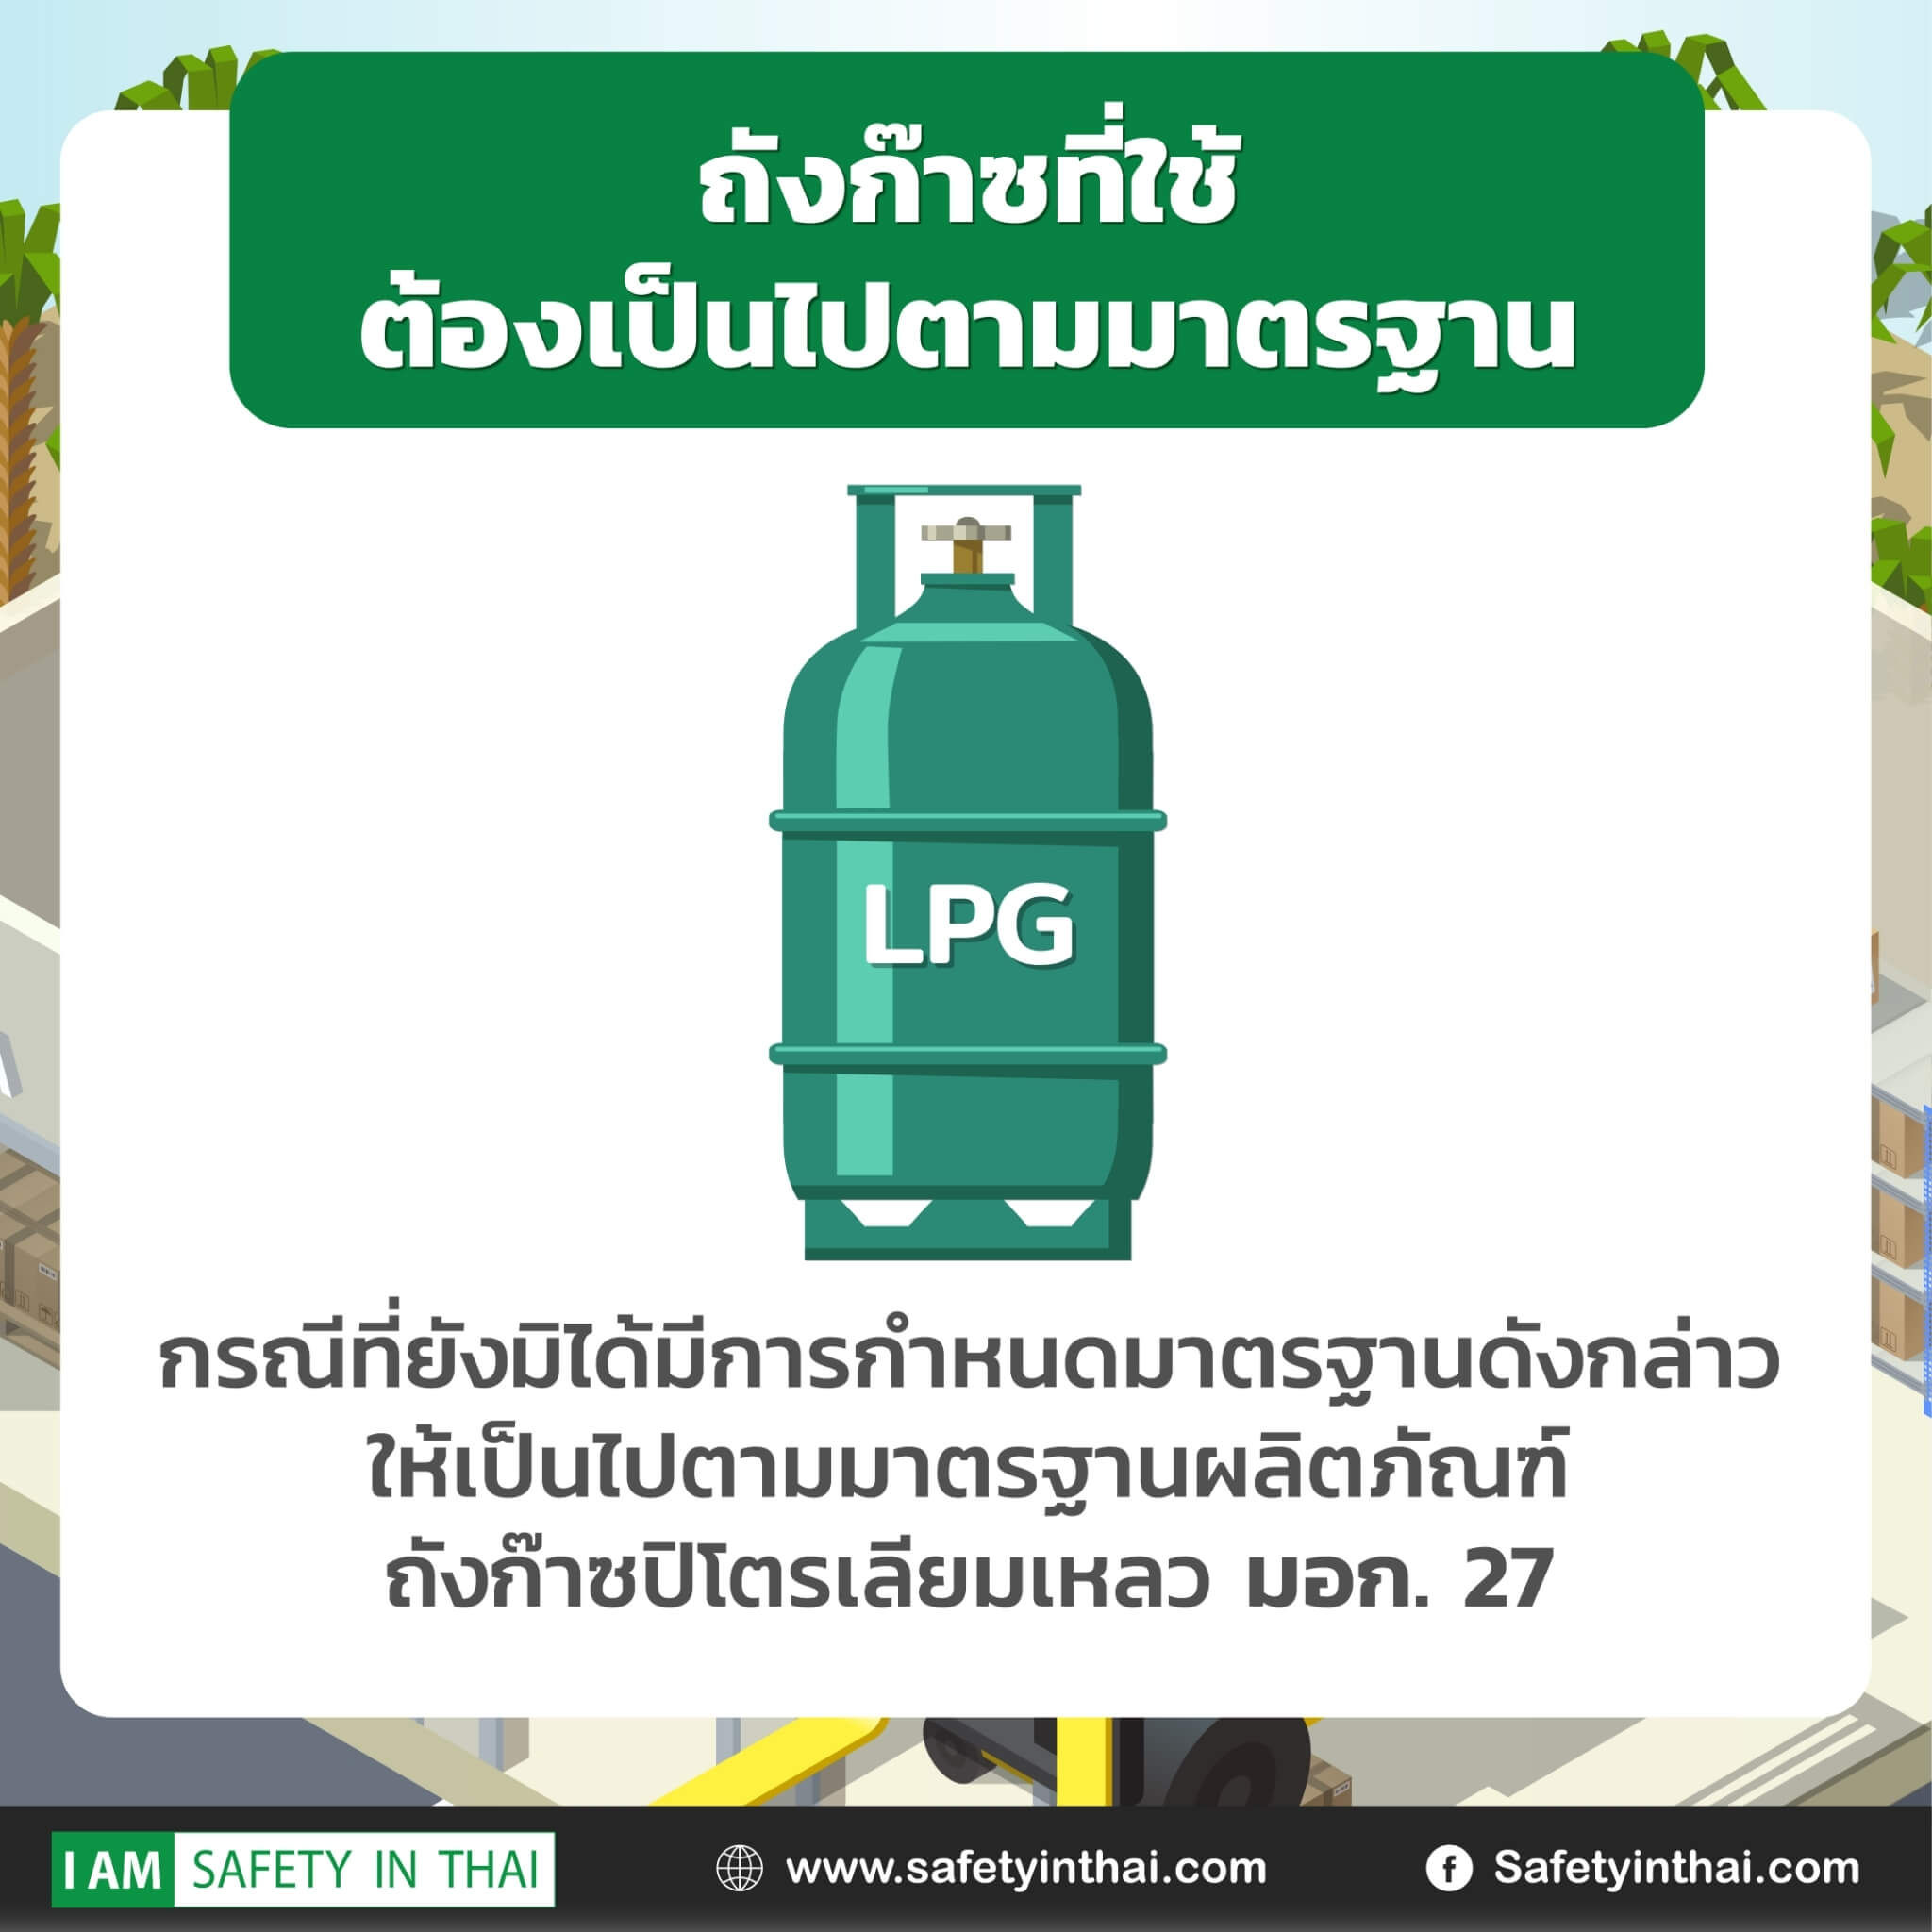 ถังก๊าซที่ใช้
ต้องเป็นไปตามมาตรฐาน
LPG
กรณีที่ยังมิได้มีการกำหนดมาตรฐานดังกล่าว
ให้เป็นไปตามมาตรฐานผลิตภัณฑ์
ถังก๊าซปิโตรเลียมเหลว มอก. 27
I AM SAFETY IN THAI
www.safetyinthai.com
Safetyinthai.com